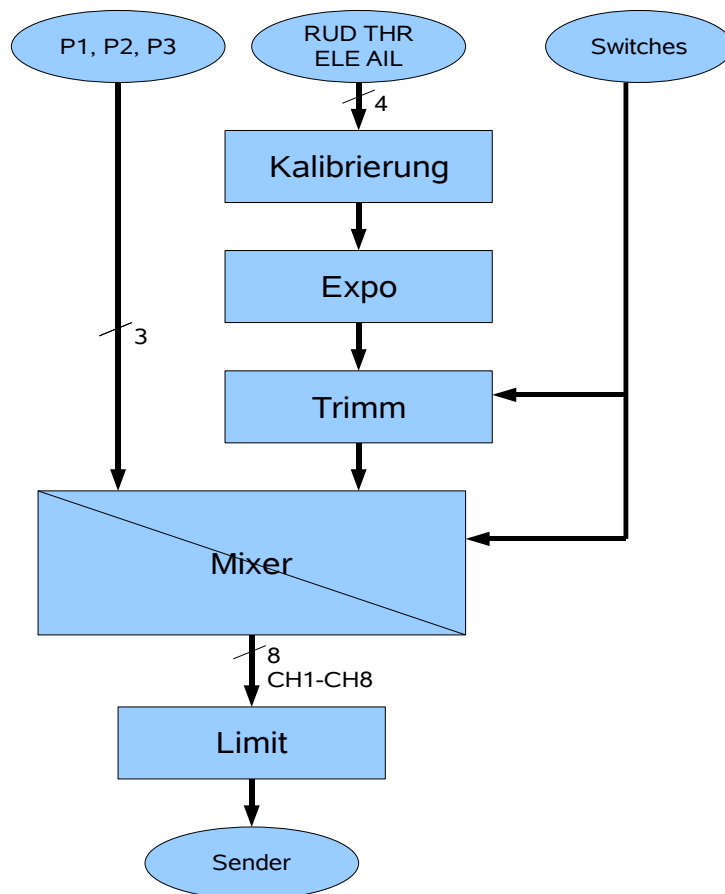 P1, P2, P3
RUD THR
ELE AIL
Switches
4
Kalibrierung
Expo
3
Trimm
Mixer
8
CH1-CH8
Limit
Sender